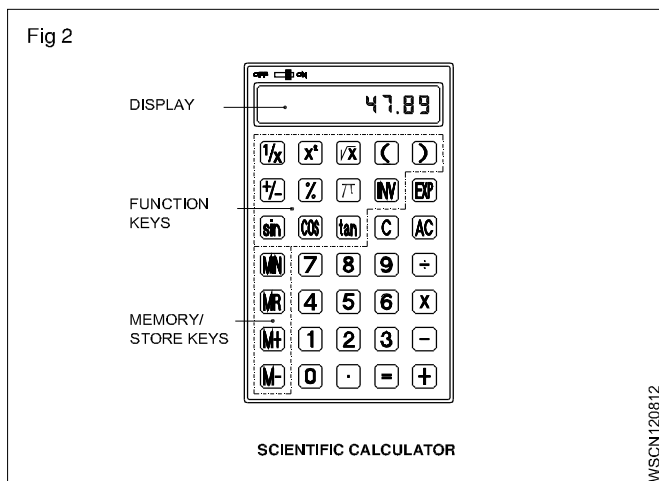 Fig 2
OFF ON
DISPLAY 47.89
1/x x² √x ( )
+/- % π INV EXP
FUNCTION
KEYS
sin COS tan C AC
MIN 7 8 9 ÷
MR 4 5 6 x
MEMORY/
STORE KEYS
M+ 1 2 3 −
M- 0 . = +
SCIENTIFIC CALCULATOR
WSCN120812